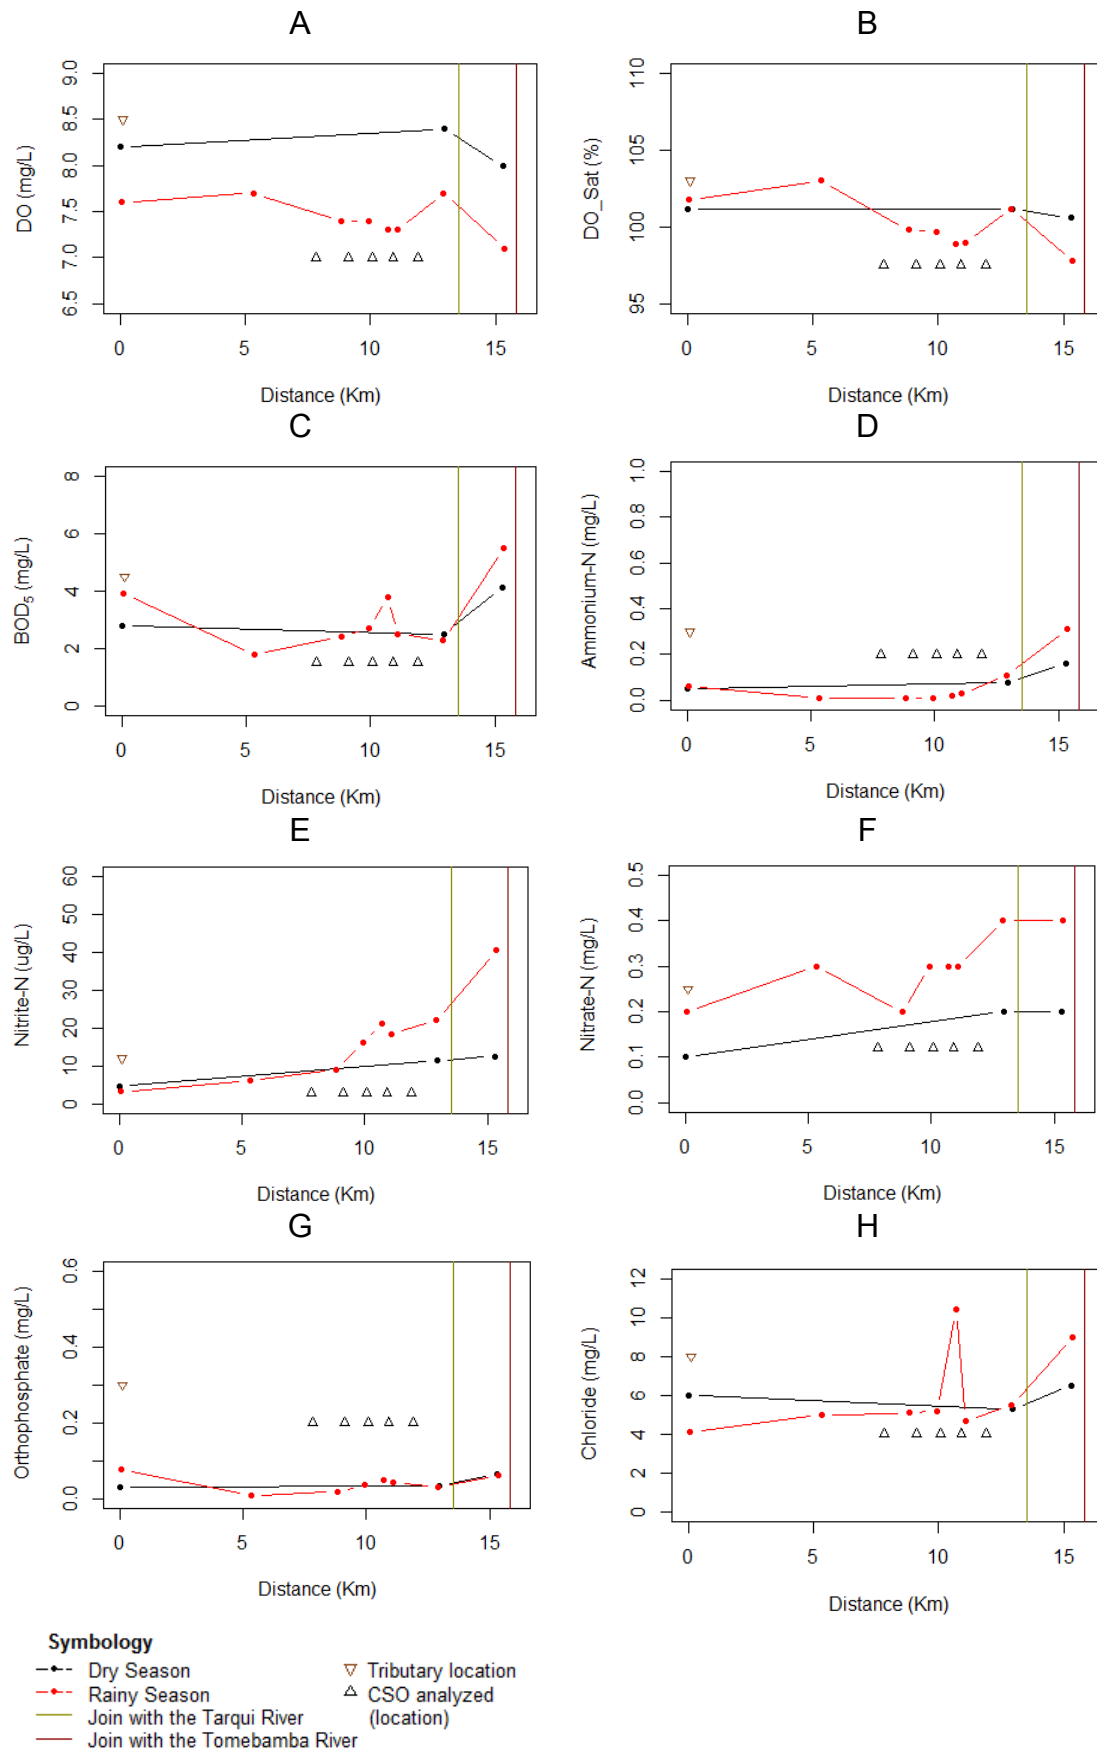 A
B
DO (mg/L)
9.0
8.5
8.0
7.5
7.0
6.5
0
5
10
15
Distance (Km)
DO_Sat (%)
110
105
100
95
0
5
10
15
Distance (Km)
C
D
BOD5 (mg/L)
8
6
4
2
0
0
5
10
15
Distance (Km)
Ammonium-N (mg/L)
1.0
0.8
0.6
0.4
0.2
0.0
0
5
10
15
Distance (Km)
E
F
Nitrite-N (ug/L)
60
50
40
30
20
10
0
0
5
10
15
Distance (Km)
Nitrate-N (mg/L)
0.5
0.4
0.3
0.2
0.1
0.0
0
5
10
15
Distance (Km)
G
H
Orthophosphate (mg/L)
0.6
0.4
0.2
0.0
0
5
10
15
Distance (Km)
Chloride (mg/L)
12
10
8
6
4
2
0
0
5
10
15
Distance (Km)
Symbology
Dry Season
Rainy Season
Join with the Tarqui River
Join with the Tomebamba River
Tributary location
CSO analyzed
(location)